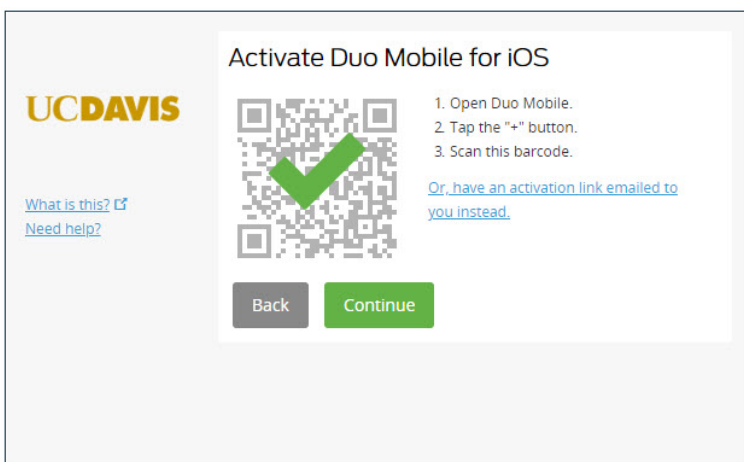 Activate Duo Mobile for iOS
UCDAVIS
1. Open Duo Mobile.
2. Tap the "+" button.
3. Scan this barcode.
Or, have an activation link emailed to
you instead.
What is this?
Need help?
Back
Continue